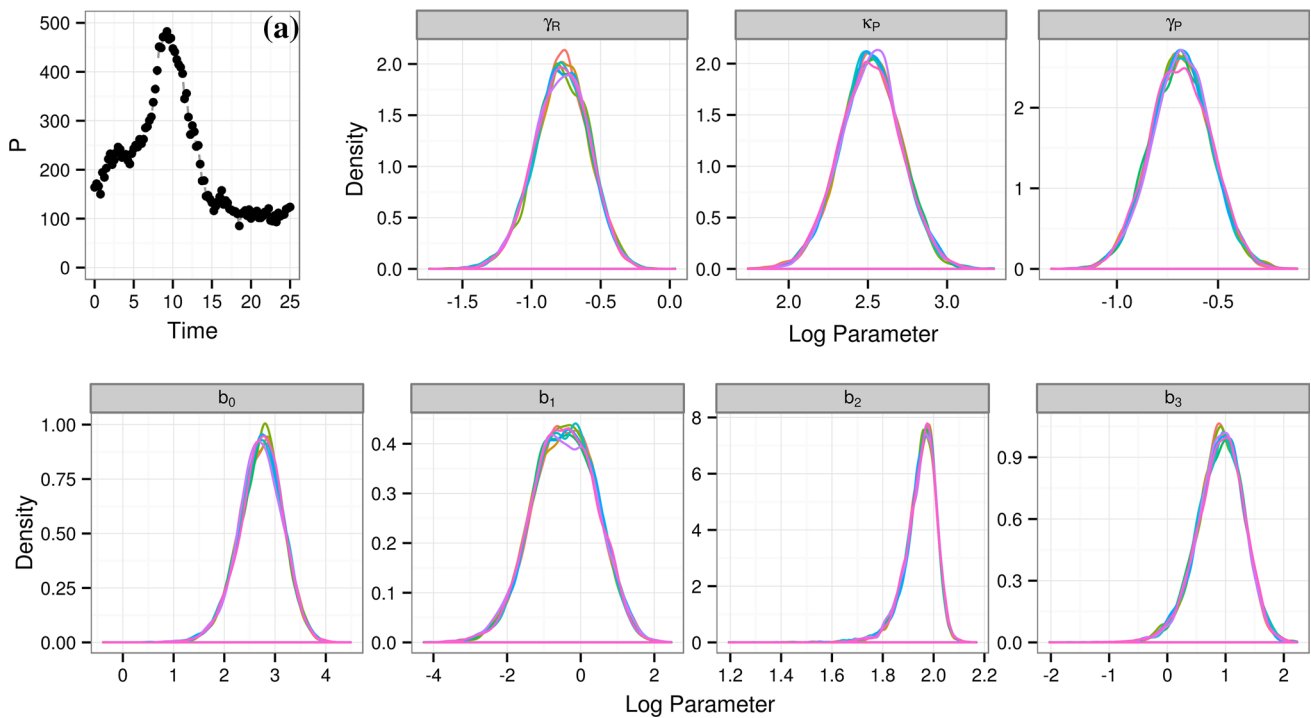 (a)
P
500
400
300
200
100
0
0 5 10 15 20 25
Time
γR
2.0
1.5
1.0
0.5
0.0
Density
-1.5 -1.0 -0.5 0.0
κP
2.0
1.5
1.0
0.5
0.0
2.0 2.5 3.0
Log Parameter
γP
2
1
0
-1.0 -0.5
b0
1.00
0.75
0.50
0.25
0.00
Density
0 1 2 3 4
b1
0.4
0.3
0.2
0.1
0.0
-4 -2 0 2
b2
8
6
4
2
0
1.2 1.4 1.6 1.8 2.0 2.2
b3
0.9
0.6
0.3
0.0
-2 -1 0 1 2
Log Parameter